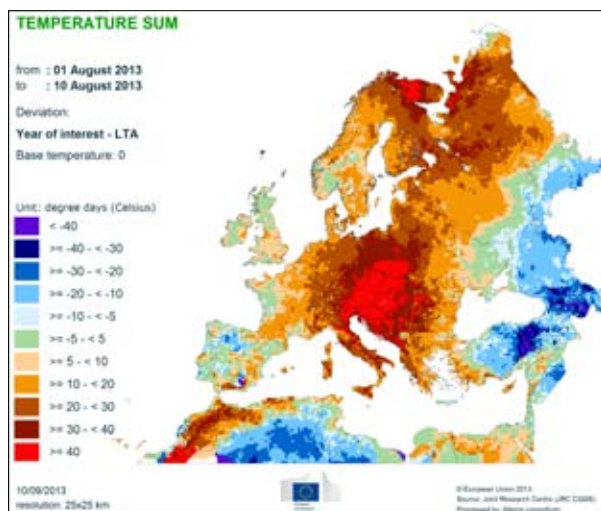 TEMPERATURE SUM
from : 01 August 2013
to : 10 August 2013
Deviation:
Year of interest - LTA
Base temperature: 0
Unit: degree days (Celsius)
< -40
>= -40 - < -30
>= -30 - < -20
>= -20 - < -10
>= -10 - < -5
>= -5 - < 5
>= 5 - < 10
>= 10 - < 20
>= 20 - < 30
>= 30 - < 40
>= 40
10/09/2013
resolution: 25x25 km
© European Union 2013
Source: Joint Research Centre